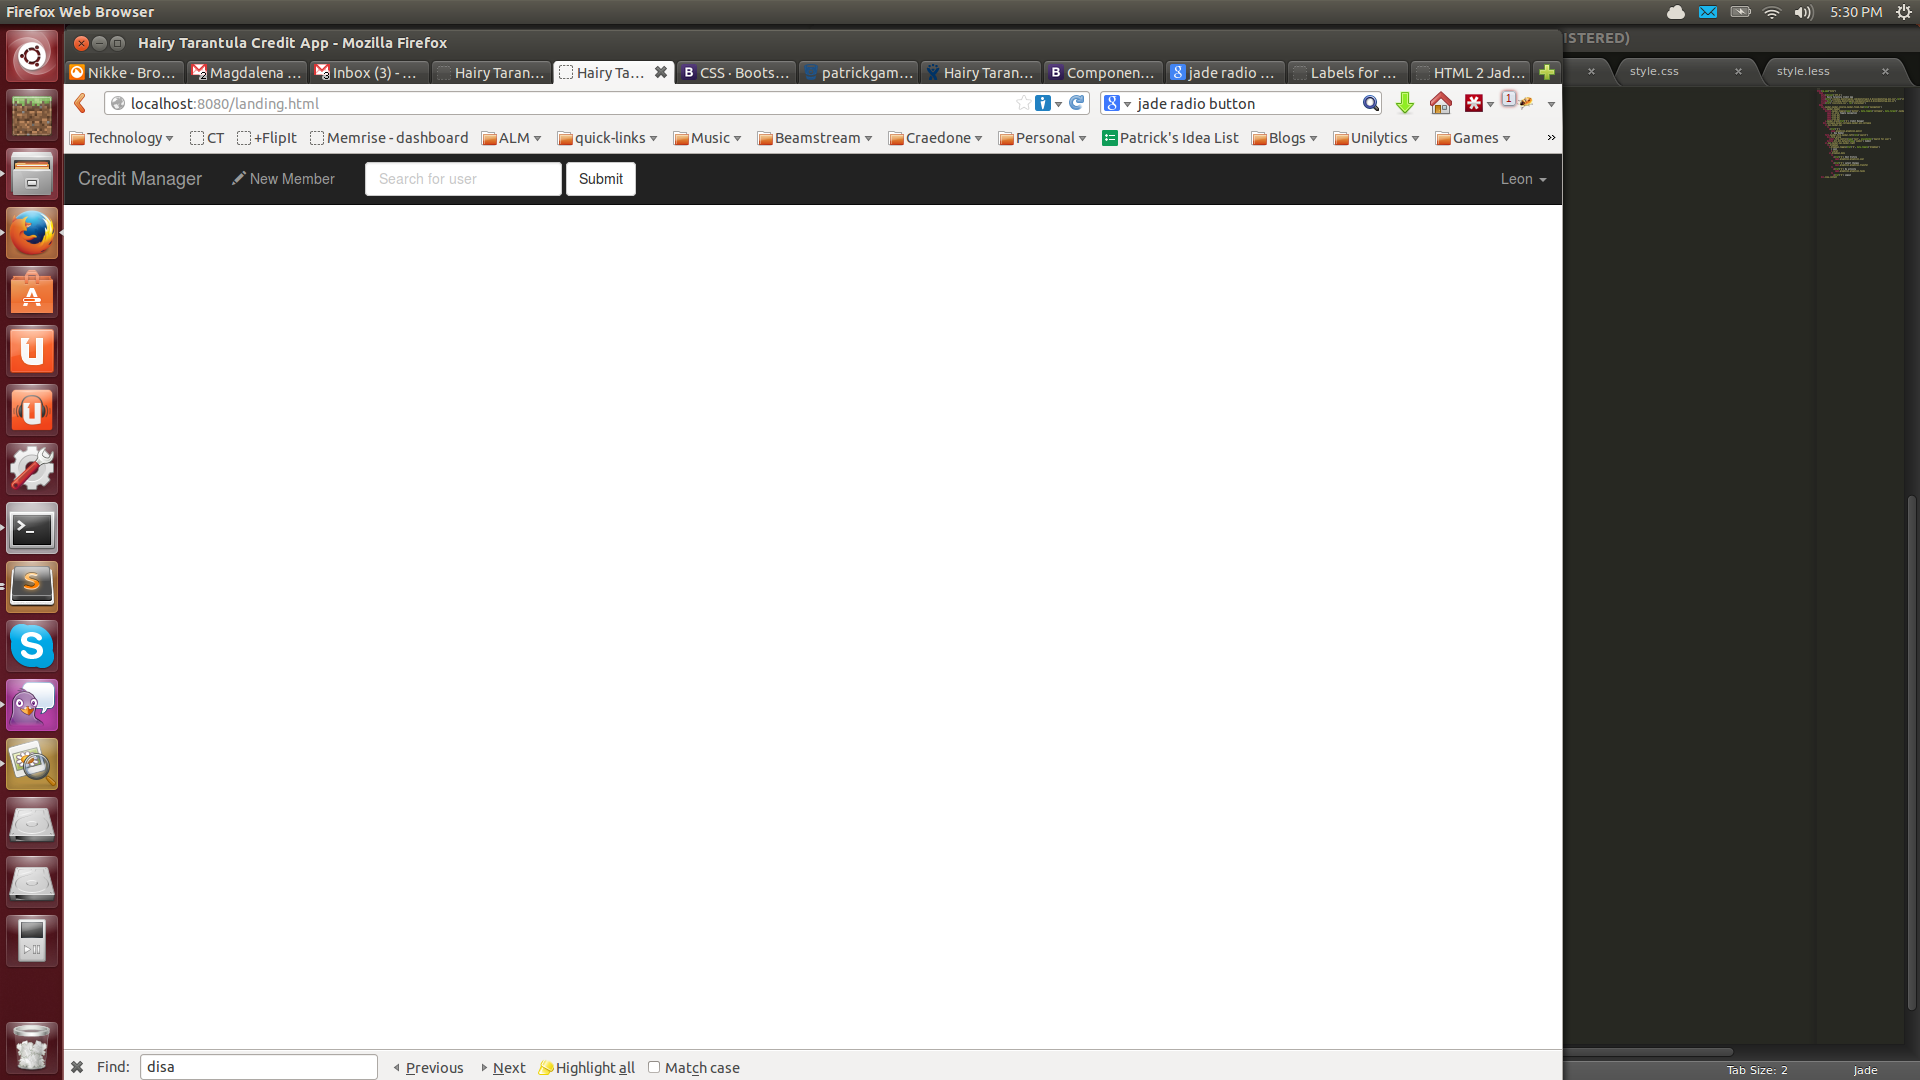 Firefox Web Browser
5:30 PM
Hairy Tarantula Credit App - Mozilla Firefox
ISTERED)
Nikke - Bro...
Magdalena ...
Inbox (3) - ...
Hairy Taran...
Hairy Ta...
CSS · Boots...
patrickgam...
Hairy Taran...
Componen...
jade radio ...
Labels for ...
HTML 2 Jad...
style.css
style.less
localhost:8080/landing.html
jade radio button
1
Technology
CT
+FlipIt
Memrise - dashboard
ALM
quick-links
Music
Beamstream
Craedone
Personal
Patrick's Idea List
Blogs
Unilytics
Games
»
Credit Manager
New Member
Search for user
Submit
Leon
Find:
disa
Previous
Next
Highlight all
Match case
Tab Size: 2
Jade